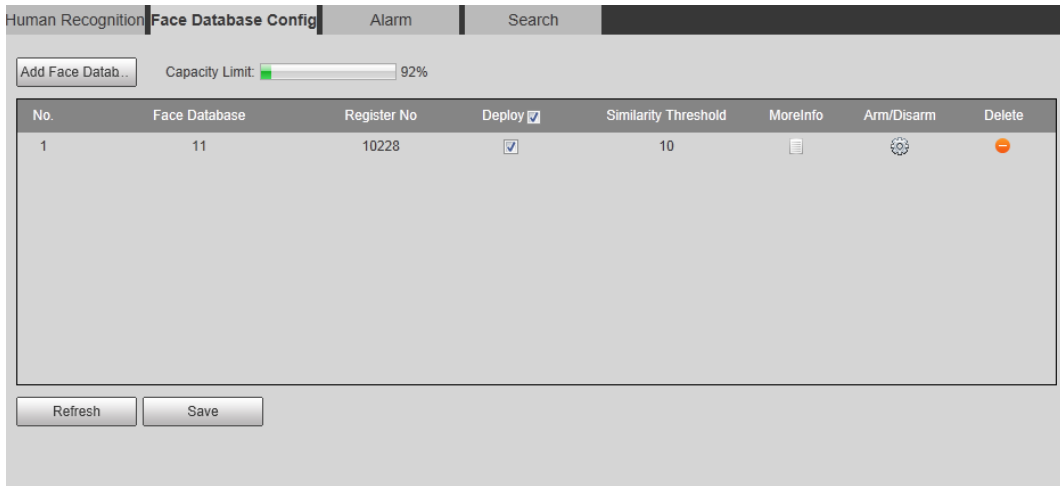 Human Recognition Face Database Config Alarm Search
Add Face Datab... Capacity Limit: 92%
No. Face Database Register No Deploy Similarity Threshold MoreInfo Arm/Disarm Delete
1 11 10228 10
Refresh Save